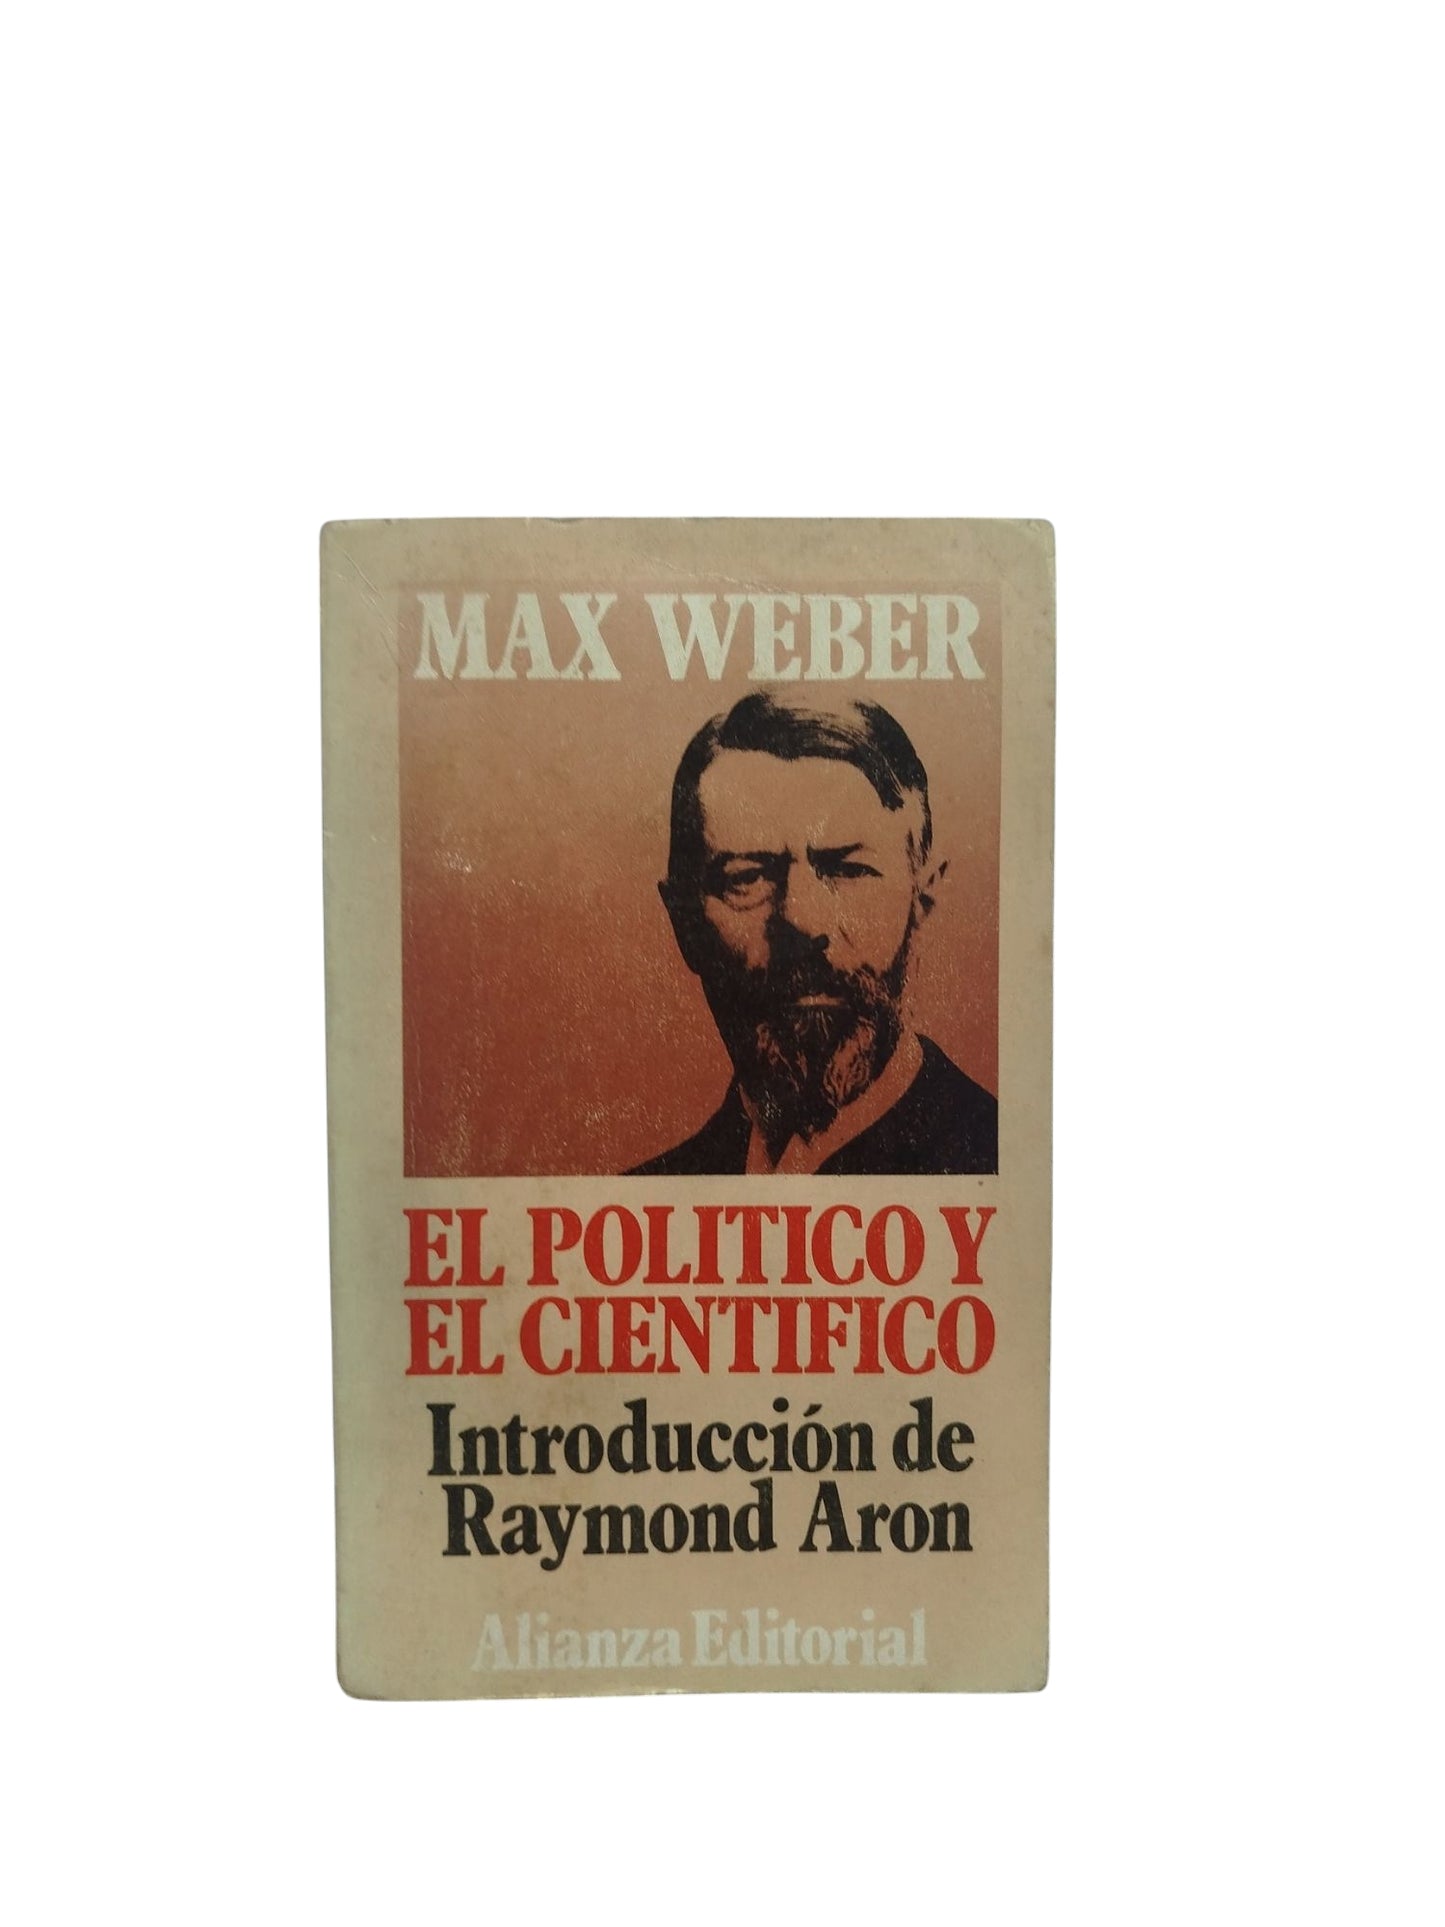 MAX WEBER
EL POLITICO Y
EL CIENTIFICO
Introducción de
Raymond Aron
Alianza Editorial